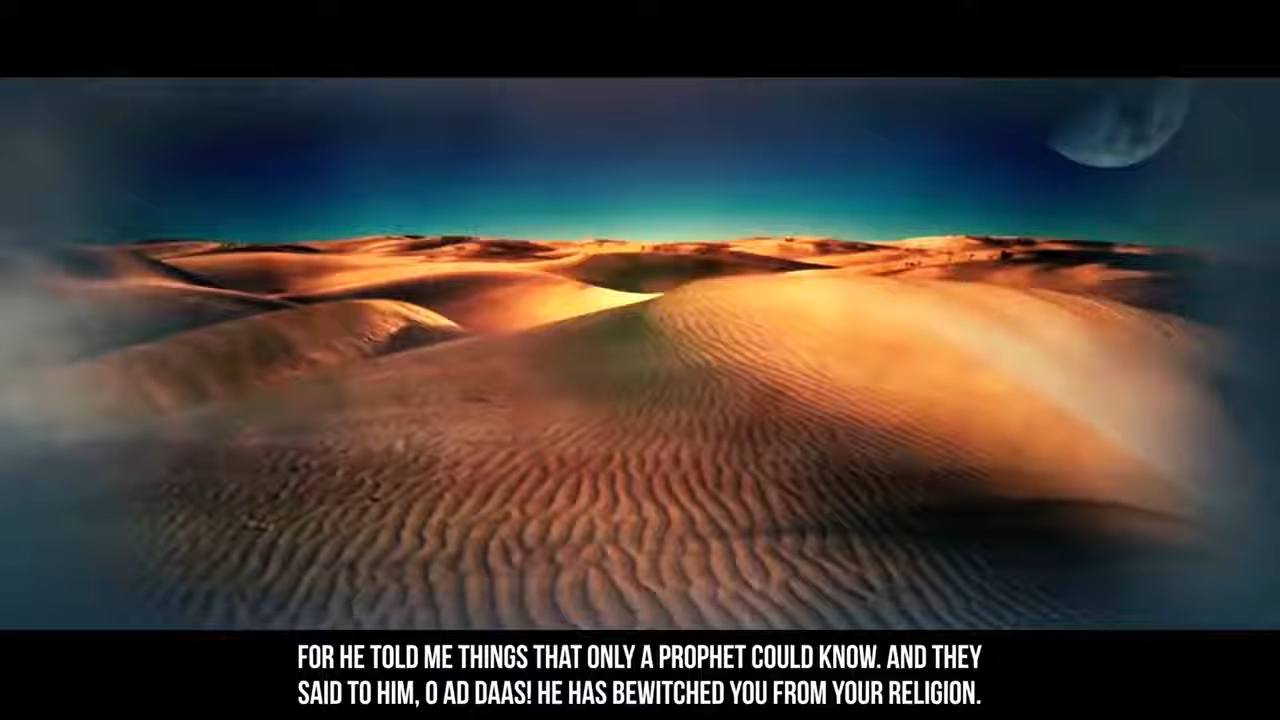 FOR HE TOLD ME THINGS THAT ONLY A PROPHET COULD KNOW. AND THEY
SAID TO HIM, O AD DAAS! HE HAS BEWITCHED YOU FROM YOUR RELIGION.